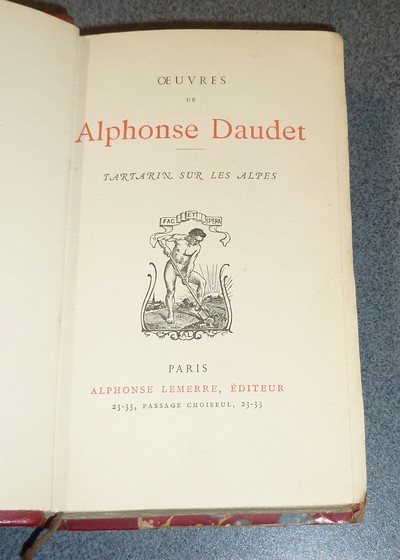 ŒUVRES
DE
Alphonse Daudet
TARTARIN SUR LES ALPES
FAC ET SPERA
AL
PARIS
ALPHONSE LEMERRE, ÉDITEUR
23-33, PASSAGE CHOISEUL, 23-33